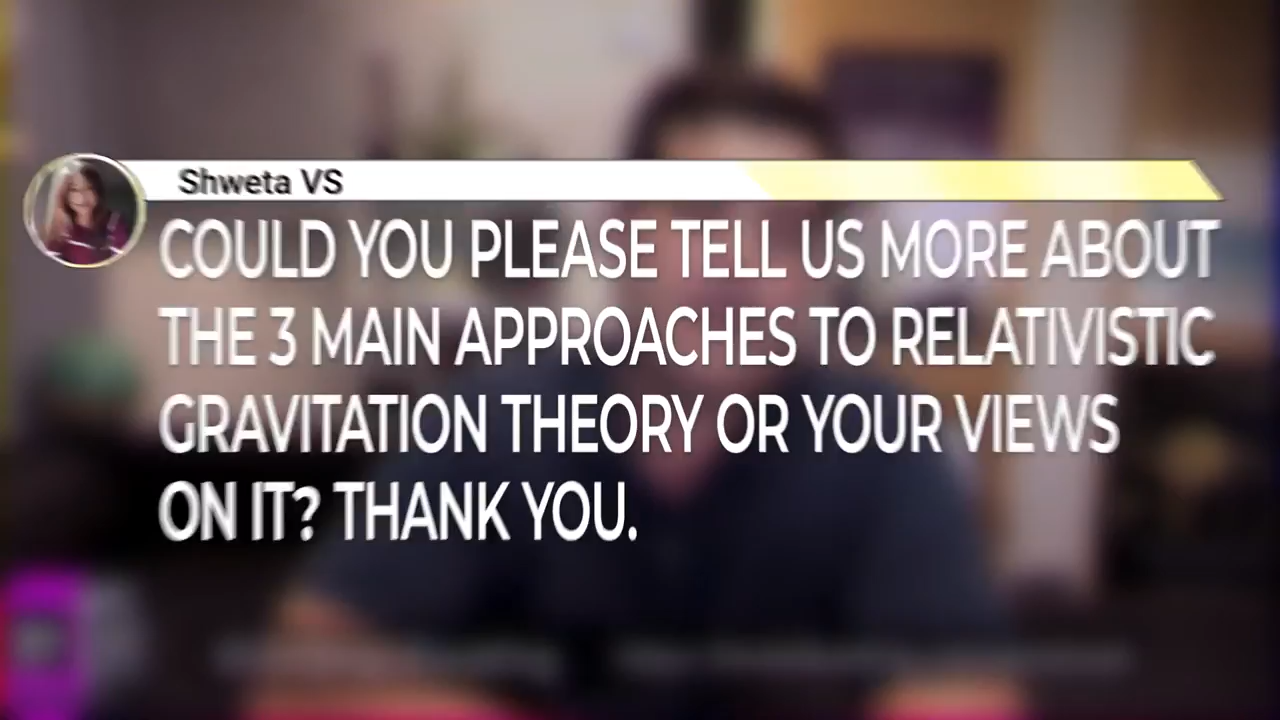 Shweta VS
COULD YOU PLEASE TELL US MORE ABOUT
THE 3 MAIN APPROACHES TO RELATIVISTIC
GRAVITATION THEORY OR YOUR VIEWS
ON IT? THANK YOU.